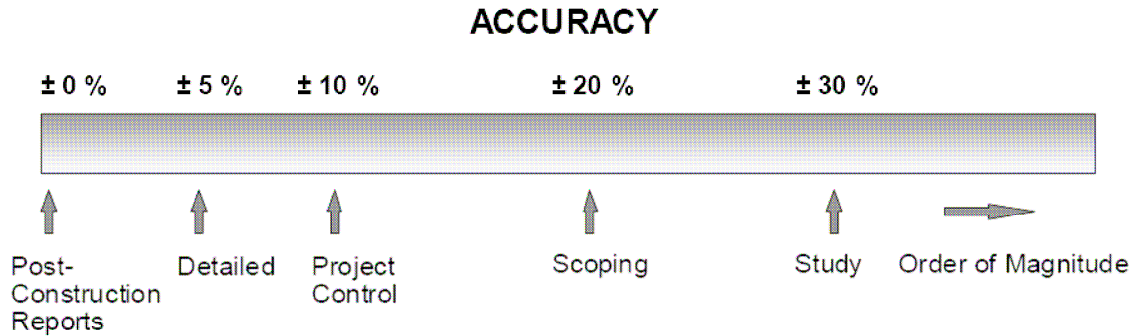 ACCURACY
± 0 % ± 5 % ± 10 % ± 20 % ± 30 %
Post-
Construction
Reports
Detailed
Project
Control
Scoping
Study
Order of Magnitude